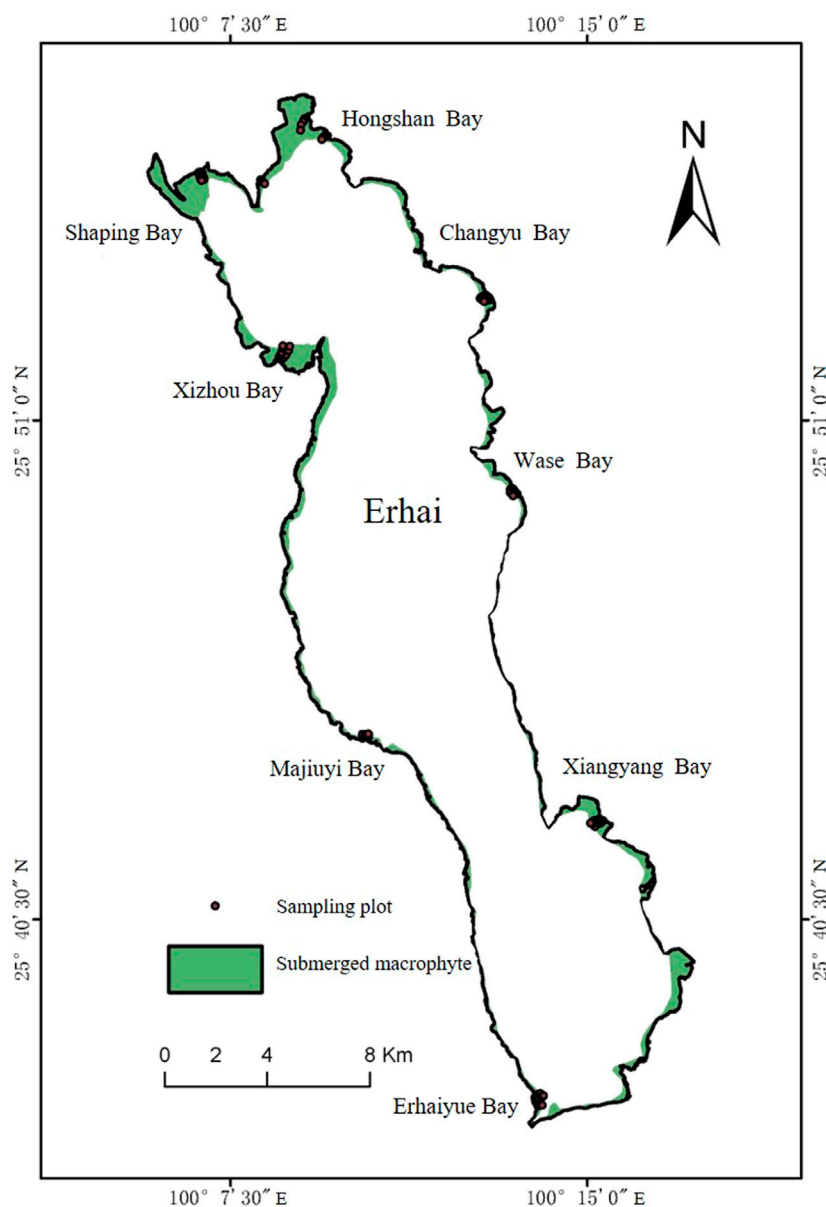 100° 7′ 30″ E
100° 15′ 0″ E
Hongshan Bay
N
Shaping Bay
Changyu Bay
Xizhou Bay
25° 51′ 0″ N
25° 51′ 0″ N
Wase Bay
Erhai
Majiuyi Bay
Xiangyang Bay
Sampling plot
25° 40′ 30″ N
25° 40′ 30″ N
Submerged macrophyte
0 2 4 8 Km
Erhaiyue Bay
100° 7′ 30″ E
100° 15′ 0″ E